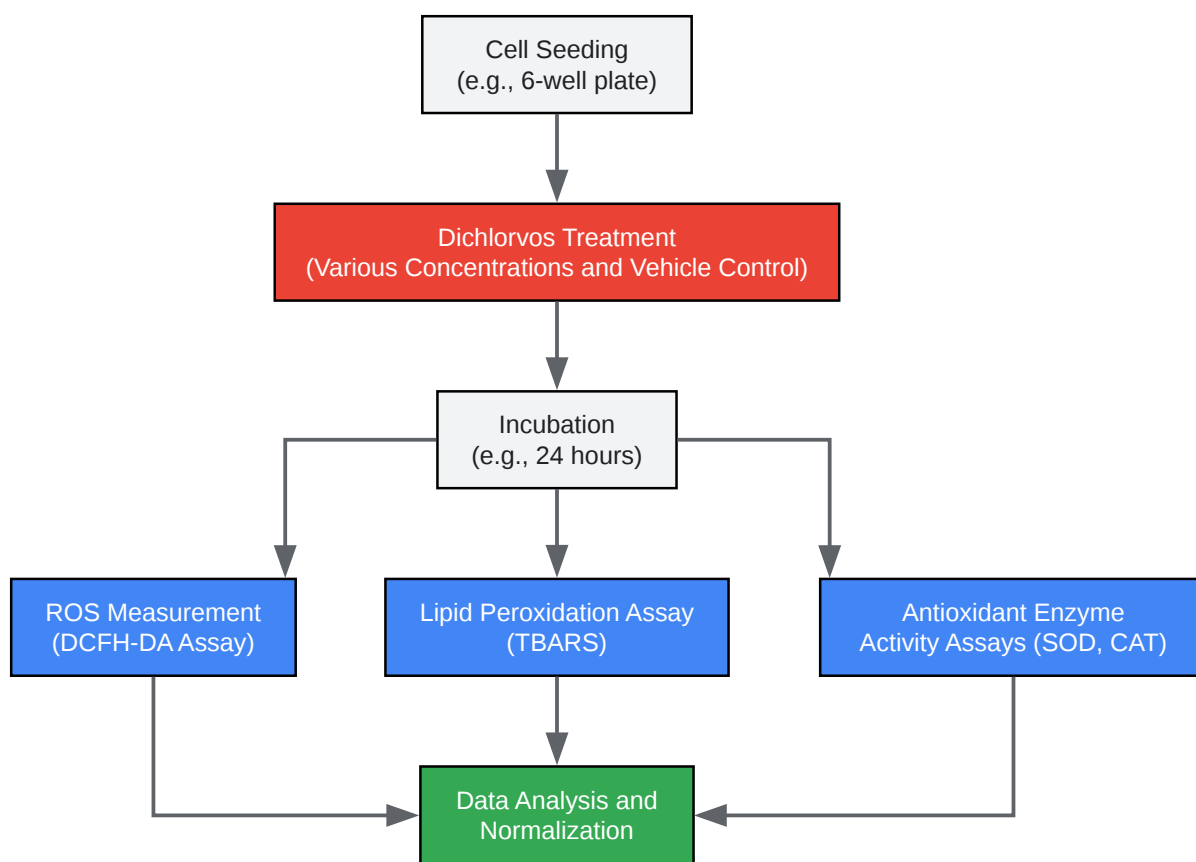 Cell Seeding
(e.g., 6-well plate)
Dichlorvos Treatment
(Various Concentrations and Vehicle Control)
Incubation
(e.g., 24 hours)
ROS Measurement
(DCFH-DA Assay)
Lipid Peroxidation Assay
(TBARS)
Antioxidant Enzyme
Activity Assays (SOD, CAT)
Data Analysis and
Normalization